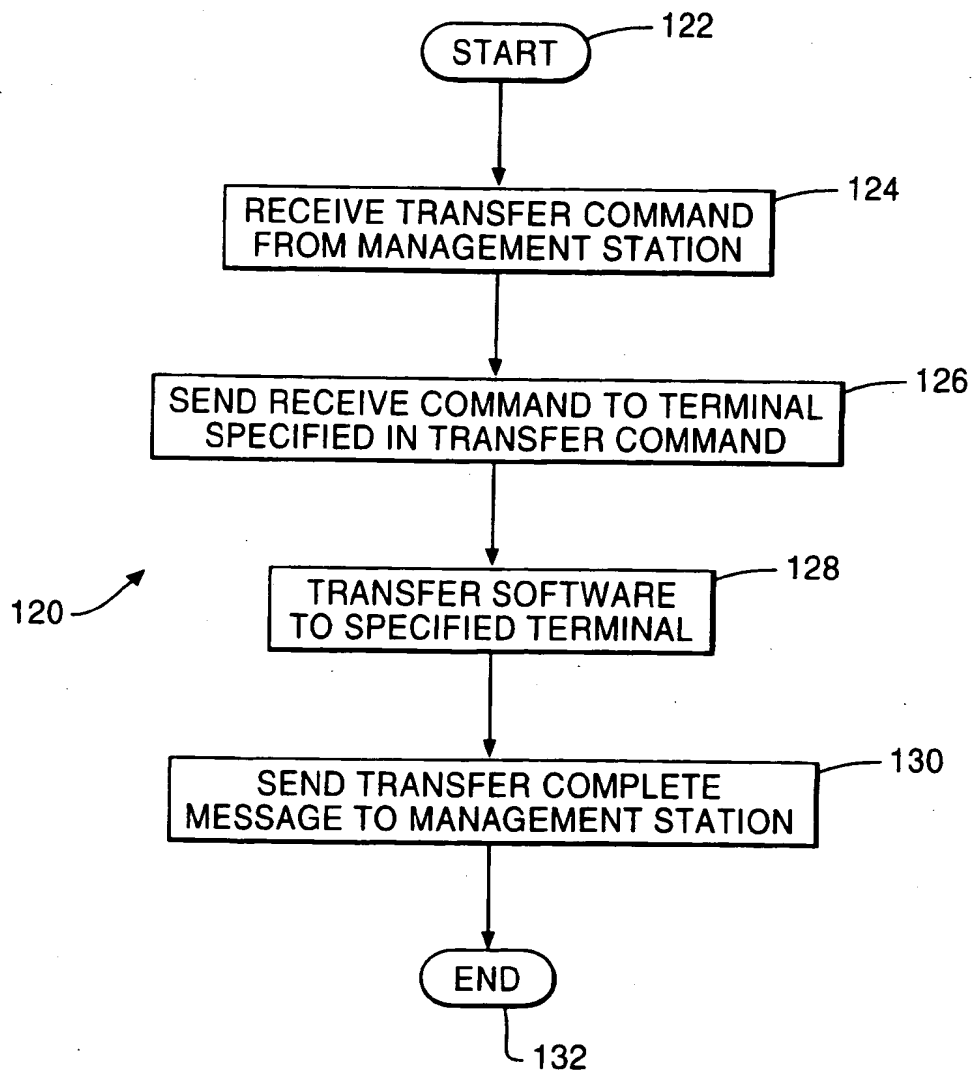 START
122
RECEIVE TRANSFER COMMAND
FROM MANAGEMENT STATION
124
SEND RECEIVE COMMAND TO TERMINAL
SPECIFIED IN TRANSFER COMMAND
126
TRANSFER SOFTWARE
TO SPECIFIED TERMINAL
128
120
SEND TRANSFER COMPLETE
MESSAGE TO MANAGEMENT STATION
130
END
132